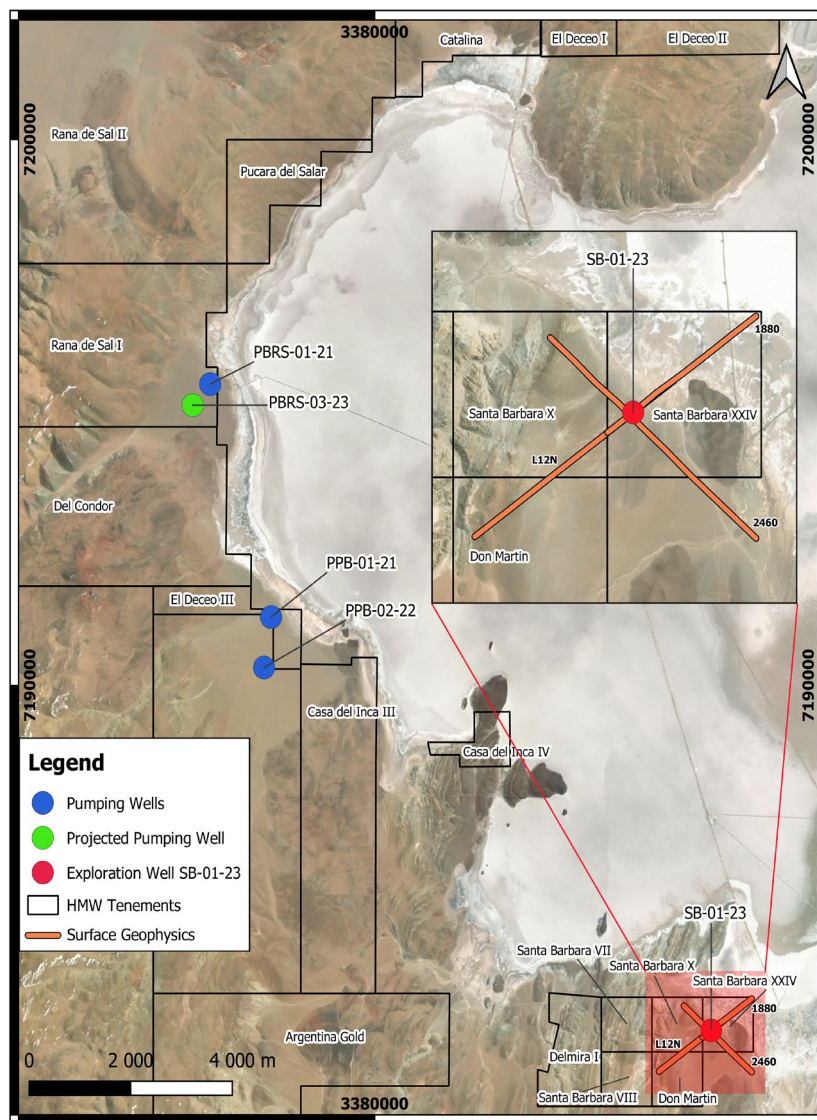 3380000
Catalina
El Deceo I
El Deceo II
7200000
7200000
Rana de Sal II
Pucara del Salar
SB-01-23
Rana de Sal I
1880
PBRS-01-21
PBRS-03-23
Santa Barbara X
Santa Barbara XXIV
L12N
Del Condor
2460
Don Martin
PPB-01-21
El Deceo III
PPB-02-22
7190000
7190000
Casa del Inca III
Casa del Inca IV
Legend
Pumping Wells
Projected Pumping Well
Exploration Well SB-01-23
HMW Tenements
Surface Geophysics
SB-01-23
Santa Barbara VII
Santa Barbara X
Santa Barbara XXIV
1880
Argentina Gold
L12N
Delmira I
2460
0 2 000 4 000 m
Santa Barbara VIII
Don Martin
3380000